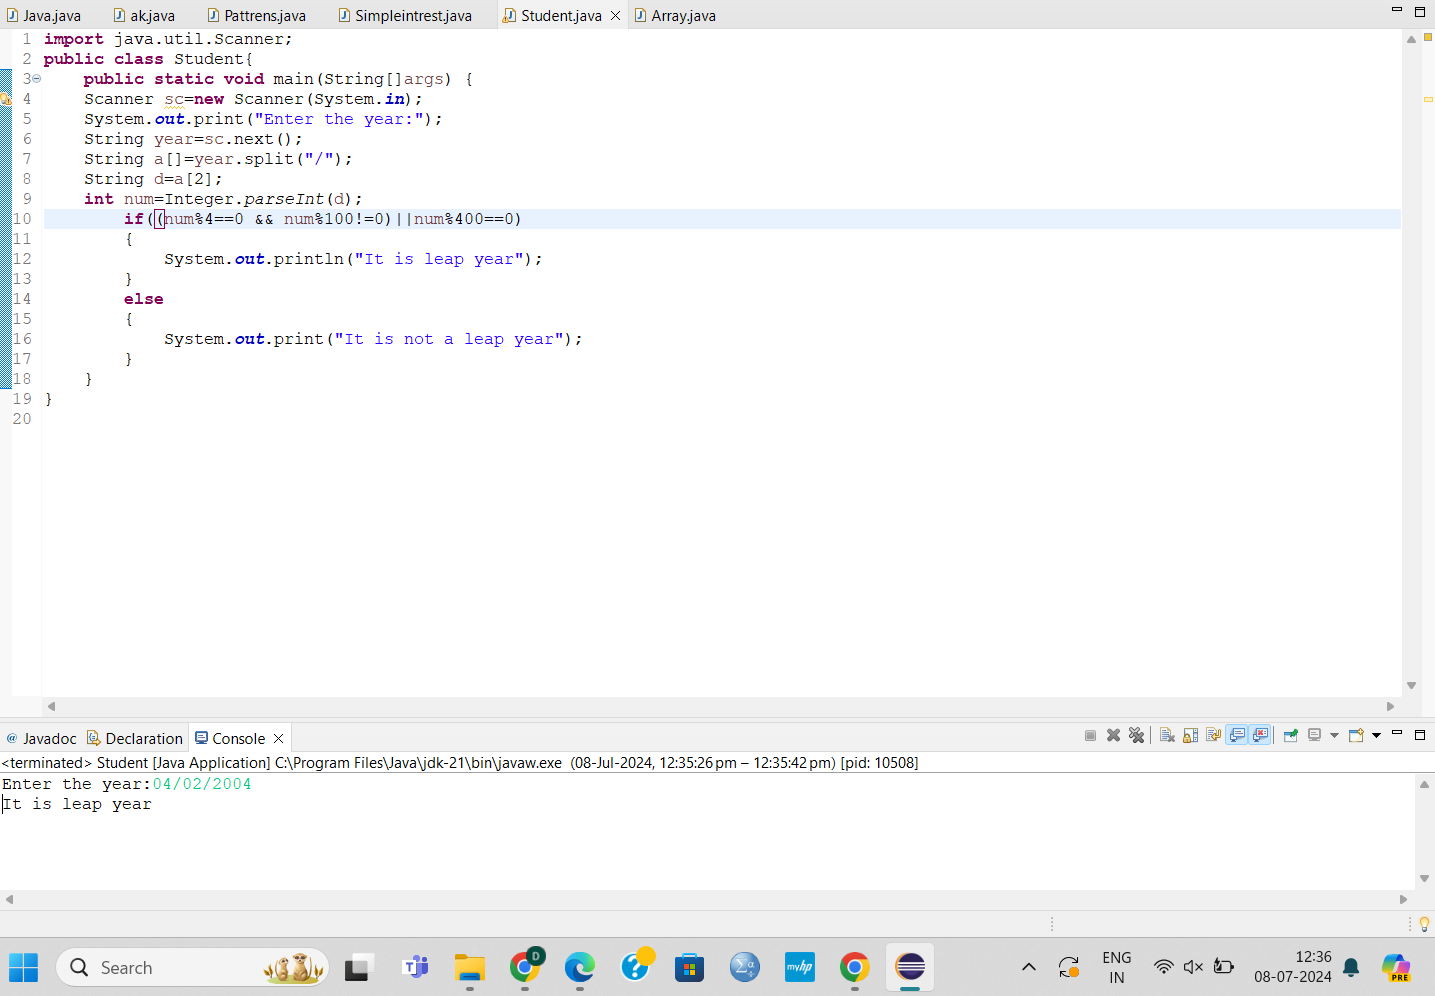 Java.java ak.java Pattrens.java Simpleintrest.java Student.java Array.java
1 import java.util.Scanner;
2 public class Student{
3 public static void main(String[]args) {
4 Scanner sc=new Scanner(System.in);
5 System.out.print("Enter the year:");
6 String year=sc.next();
7 String a[]=year.split("/");
8 String d=a[2];
9 int num=Integer.parseInt(d);
10 if((num%4==0 && num%100!=0)||num%400==0)
11 {
12 System.out.println("It is leap year");
13 }
14 else
15 {
16 System.out.print("It is not a leap year");
17 }
18 }
19 }
20
@ Javadoc Declaration Console
<terminated> Student [Java Application] C:\Program Files\Java\jdk-21\bin\javaw.exe (08-Jul-2024, 12:35:26 pm – 12:35:42 pm) [pid: 10508]
Enter the year:04/02/2004
It is leap year
Search D myhp ENG IN 12:36 08-07-2024 PRE